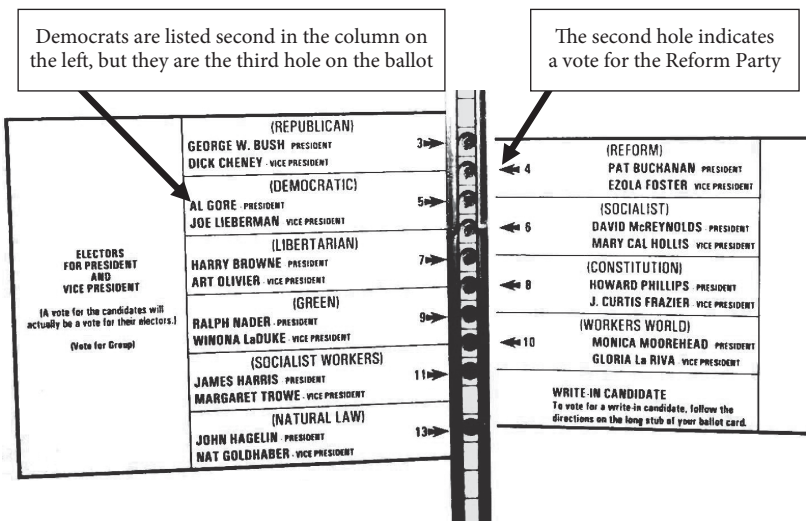 Democrats are listed second in the column on
the left, but they are the third hole on the ballot
The second hole indicates
a vote for the Reform Party
ELECTORS
FOR PRESIDENT
AND
VICE PRESIDENT
(A vote for the candidates will
actually be a vote for their electors.)
(Vote for Group)
(REPUBLICAN)
GEORGE W. BUSH · PRESIDENT
DICK CHENEY · VICE PRESIDENT
3
(DEMOCRATIC)
AL GORE · PRESIDENT
JOE LIEBERMAN · VICE PRESIDENT
5
(LIBERTARIAN)
HARRY BROWNE · PRESIDENT
ART OLIVIER · VICE PRESIDENT
7
(GREEN)
RALPH NADER · PRESIDENT
WINONA LaDUKE · VICE PRESIDENT
9
(SOCIALIST WORKERS)
JAMES HARRIS · PRESIDENT
MARGARET TROWE · VICE PRESIDENT
11
(NATURAL LAW)
JOHN HAGELIN · PRESIDENT
NAT GOLDHABER · VICE PRESIDENT
13
(REFORM)
4
PAT BUCHANAN · PRESIDENT
EZOLA FOSTER · VICE PRESIDENT
(SOCIALIST)
6
DAVID McREYNOLDS · PRESIDENT
MARY CAL HOLLIS · VICE PRESIDENT
(CONSTITUTION)
8
HOWARD PHILLIPS · PRESIDENT
J. CURTIS FRAZIER · VICE PRESIDENT
(WORKERS WORLD)
10
MONICA MOOREHEAD · PRESIDENT
GLORIA La RIVA · VICE PRESIDENT
WRITE-IN CANDIDATE
To vote for a write-in candidate, follow the
directions on the long stub of your ballot card.